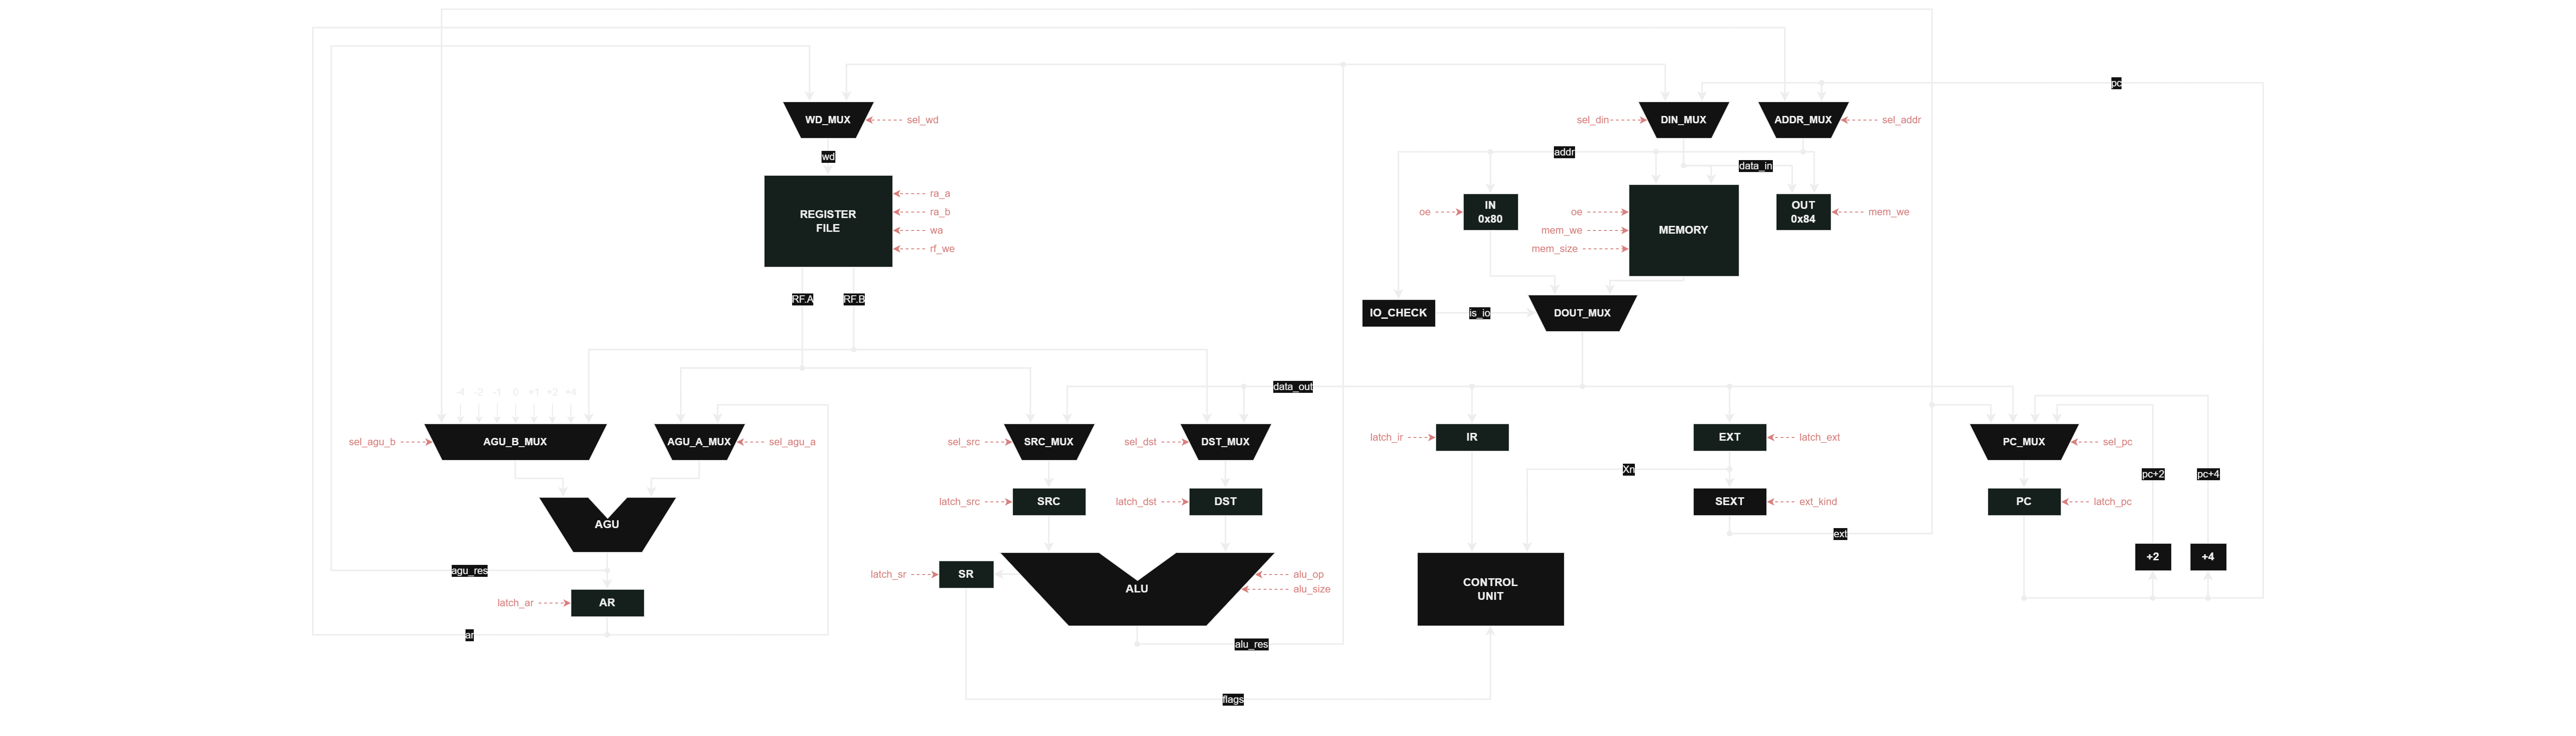 pc
WD_MUX
sel_wd
sel_din
DIN_MUX
ADDR_MUX
sel_addr
wd
addr
data_in
REGISTER
FILE
ra_a
ra_b
wa
rf_we
oe
IN
0x80
oe
mem_we
mem_size
MEMORY
OUT
0x84
mem_we
RF.A
RF.B
IO_CHECK
is_io
DOUT_MUX
data_out
-4 -2 -1 0 +1 +2 +4
sel_agu_b
AGU_B_MUX
AGU_A_MUX
sel_agu_a
sel_src
SRC_MUX
sel_dst
DST_MUX
latch_ir
IR
EXT
latch_ext
PC_MUX
sel_pc
Xn
pc+2
pc+4
latch_src
SRC
latch_dst
DST
SEXT
ext_kind
PC
latch_pc
AGU
ext
+2
+4
agu_res
latch_sr
SR
ALU
alu_op
alu_size
CONTROL
UNIT
latch_ar
AR
ar
alu_res
flags